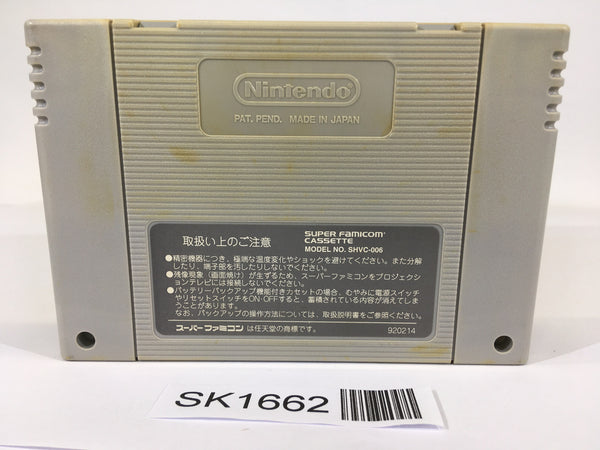 Nintendo
PAT. PEND. MADE IN JAPAN
取扱い上のご注意
SUPER FAMICOM
CASSETTE
MODEL NO. SHVC-006
●精密機器につき、極端な温度変化やショックを避けてください。また分解
したり、端子部を汚したりしないでください。
●残像現象(画面焼け)が生ずるため、スーパーファミコンをプロジェクシ
ョンテレビには接続しないでください。
●バッテリーバックアップ機能付きカセットの場合、むやみに電源スイッチ
やリセットスイッチをON・OFFすると、蓄積されている内容が消えてしま
うことがあります。
なお、バックアップの操作方法については、取扱説明書をご参照ください。
スーパーファミコン は任天堂の商標です。
920214
SK1662